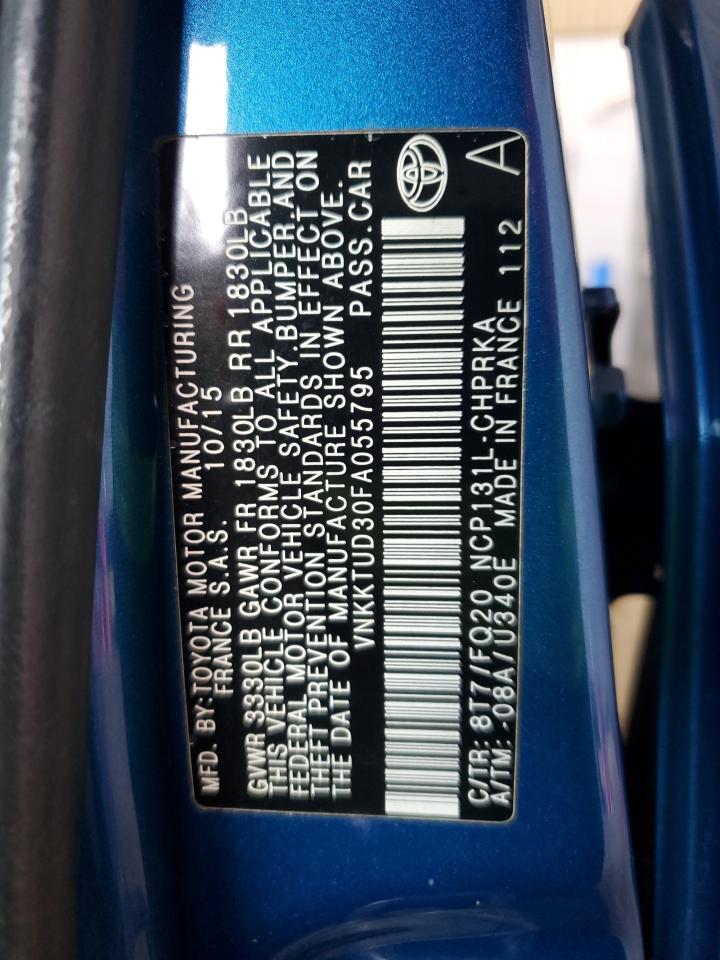 MFD. BY:TOYOTA MOTOR MANUFACTURING
FRANCE S.A.S. 10/15
GVWR 3330LB GAWR FR 1830LB RR 1830LB
THIS VEHICLE CONFORMS TO ALL APPLICABLE
FEDERAL MOTOR VEHICLE SAFETY, BUMPER, AND
THEFT PREVENTION STANDARDS IN EFFECT ON
THE DATE OF MANUFACTURE SHOWN ABOVE.
VNKKTUD30FA055795 PASS.CAR
C/TR: 8T7/FQ20 NCP131L-CHPRKA
A/TM: -08A/U340E MADE IN FRANCE 112 A